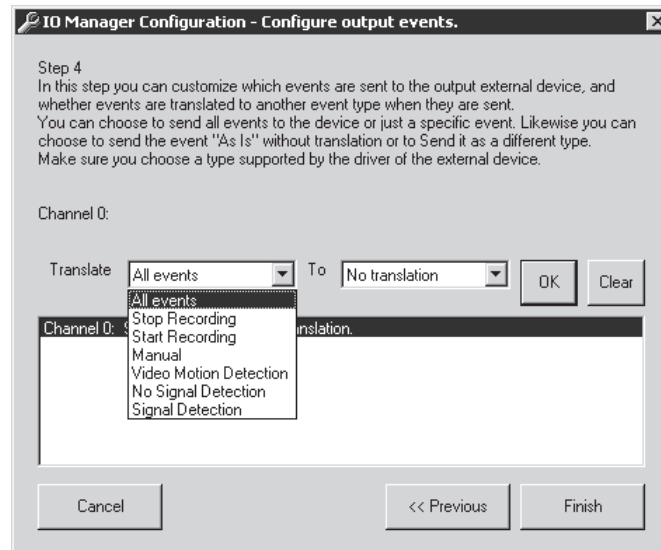 IO Manager Configuration - Configure output events.
Step 4
In this step you can customize which events are sent to the output external device, and
whether events are translated to another event type when they are sent.
You can choose to send all events to the device or just a specific event. Likewise you can
choose to send the event "As Is" without translation or to Send it as a different type.
Make sure you choose a type supported by the driver of the external device.
Channel 0:
Translate All events To No translation OK Clear
All events
Stop Recording
Start Recording
Manual
Video Motion Detection
No Signal Detection
Signal Detection
Channel 0: nslation.
Cancel << Previous Finish